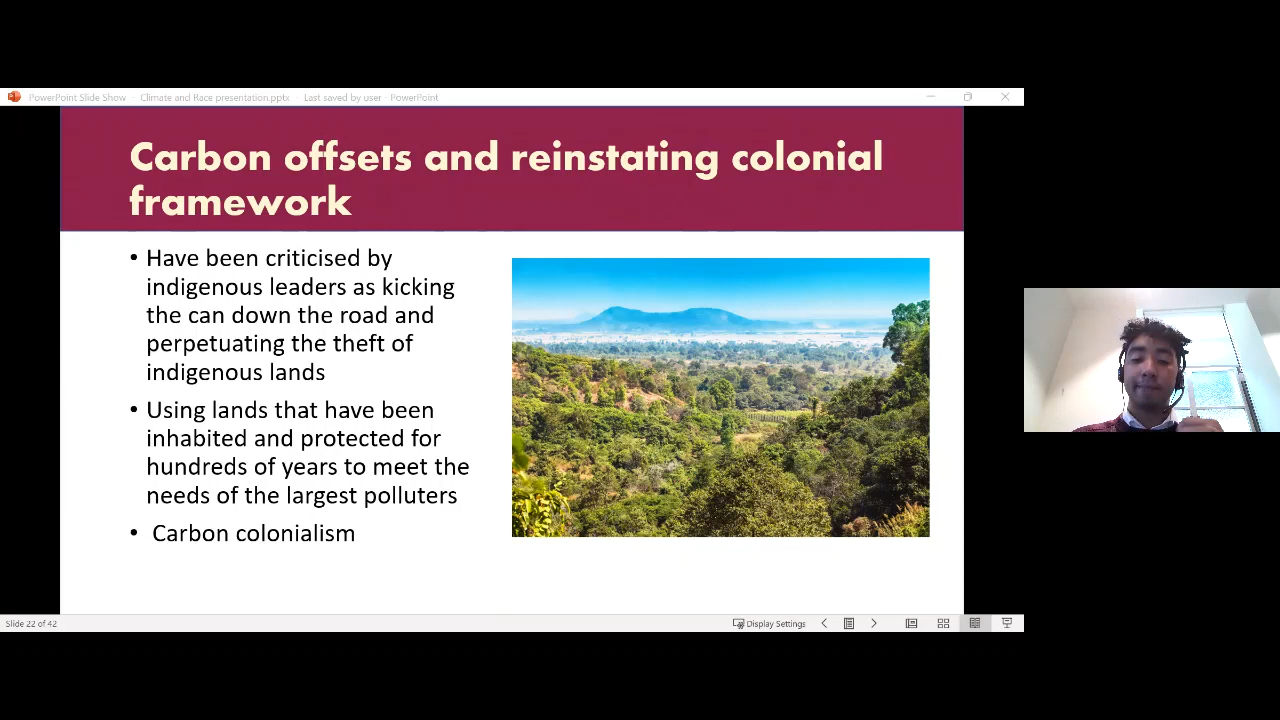 PowerPoint Slide Show - Climate and Race presentation.pptx - Last saved by user - PowerPoint
Carbon offsets and reinstating colonial
framework
• Have been criticised by
indigenous leaders as kicking
the can down the road and
perpetuating the theft of
indigenous lands
• Using lands that have been
inhabited and protected for
hundreds of years to meet the
needs of the largest polluters
• Carbon colonialism
Slide 22 of 42
Display Settings